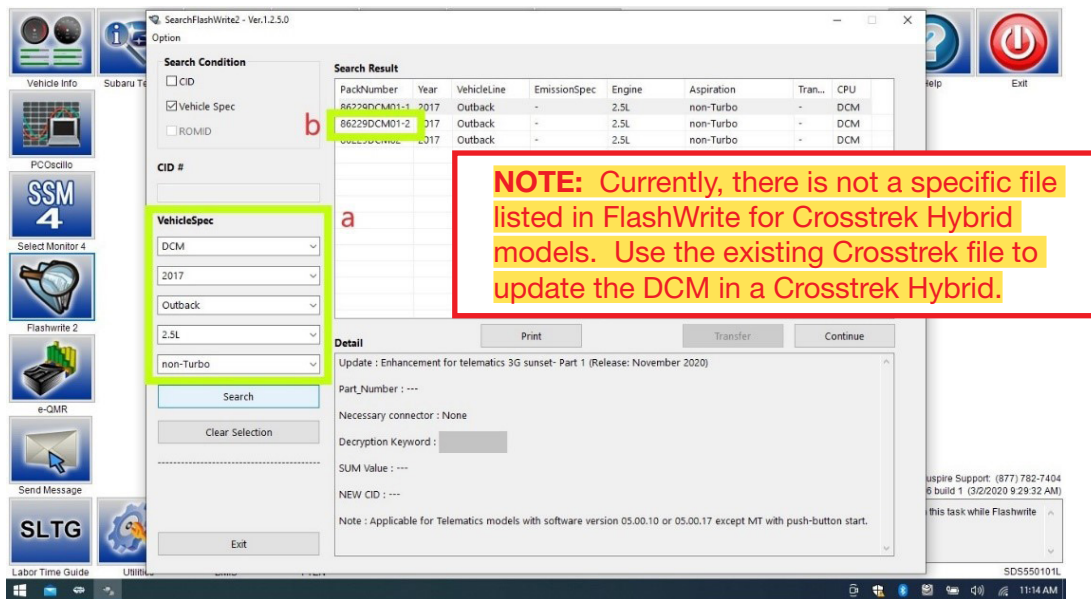 SearchFlashWrite2 - Ver.1.2.5.0
Option
Vehicle Info
Subaru Te
Help
Exit
PCOscillo
SSM
4
Select Monitor 4
Flashwrite 2
e-QMR
Send Message
SLTG
Labor Time Guide
Utilities
Search Condition
CID
Vehicle Spec
ROMID
b
CID #
VehicleSpec
a
DCM
2017
Outback
2.5L
non-Turbo
Search
Clear Selection
Exit
Search Result
PackNumber Year VehicleLine EmissionSpec Engine Aspiration Tran... CPU
86229DCM01-1 2017 Outback - 2.5L non-Turbo - DCM
86229DCM01-2 2017 Outback - 2.5L non-Turbo - DCM
2017 Outback - 2.5L non-Turbo - DCM
NOTE: Currently, there is not a specific file
listed in FlashWrite for Crosstrek Hybrid
models. Use the existing Crosstrek file to
update the DCM in a Crosstrek Hybrid.
Print
Transfer
Continue
Detail
Update : Enhancement for telematics 3G sunset- Part 1 (Release: November 2020)
Part_Number : ---
Necessary connector : None
Decryption Keyword :
SUM Value : ---
NEW CID : ---
Note : Applicable for Telematics models with software version 05.00.10 or 05.00.17 except MT with push-button start.
uspire Support: (877) 782-7404
6 build 1 (3/2/2020 9:29:32 AM)
this task while Flashwrite
SDS550101L
11:14 AM